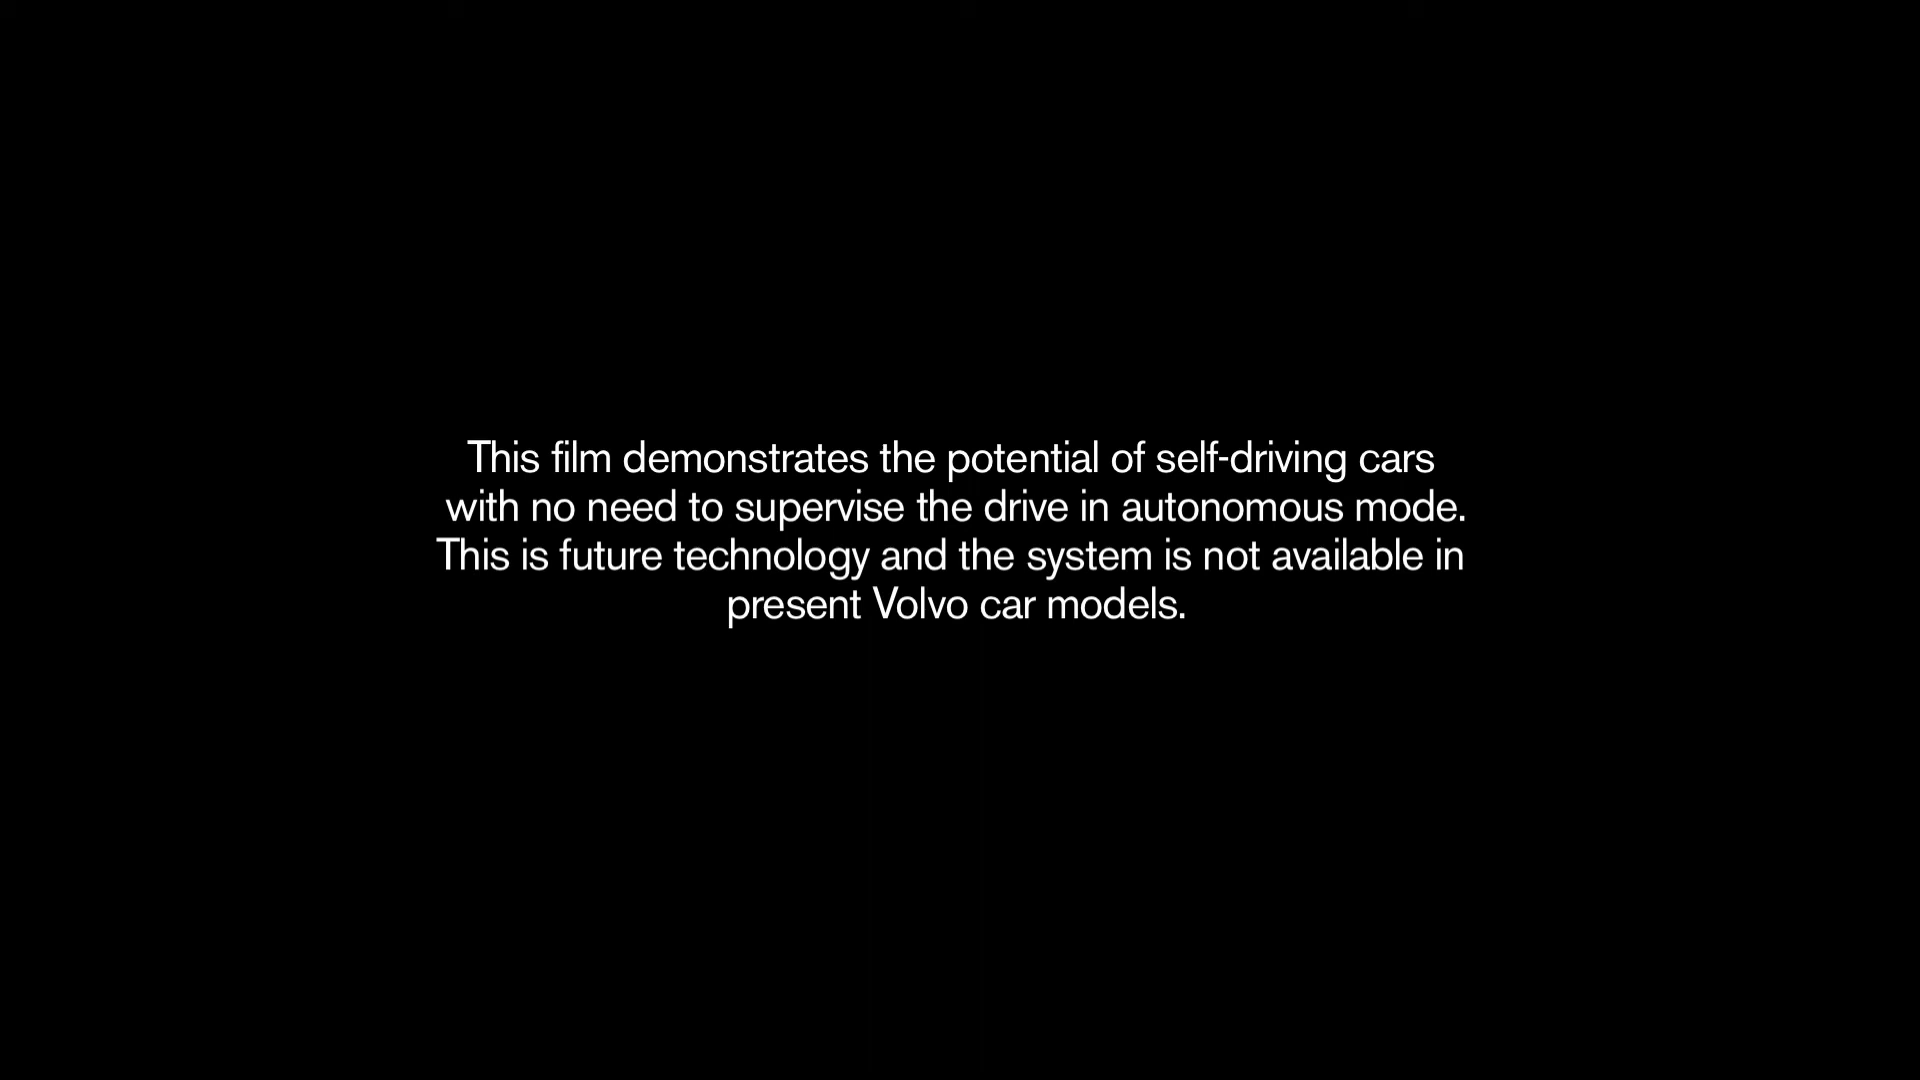 This film demonstrates the potential of self-driving cars
with no need to supervise the drive in autonomous mode.
This is future technology and the system is not available in
present Volvo car models.